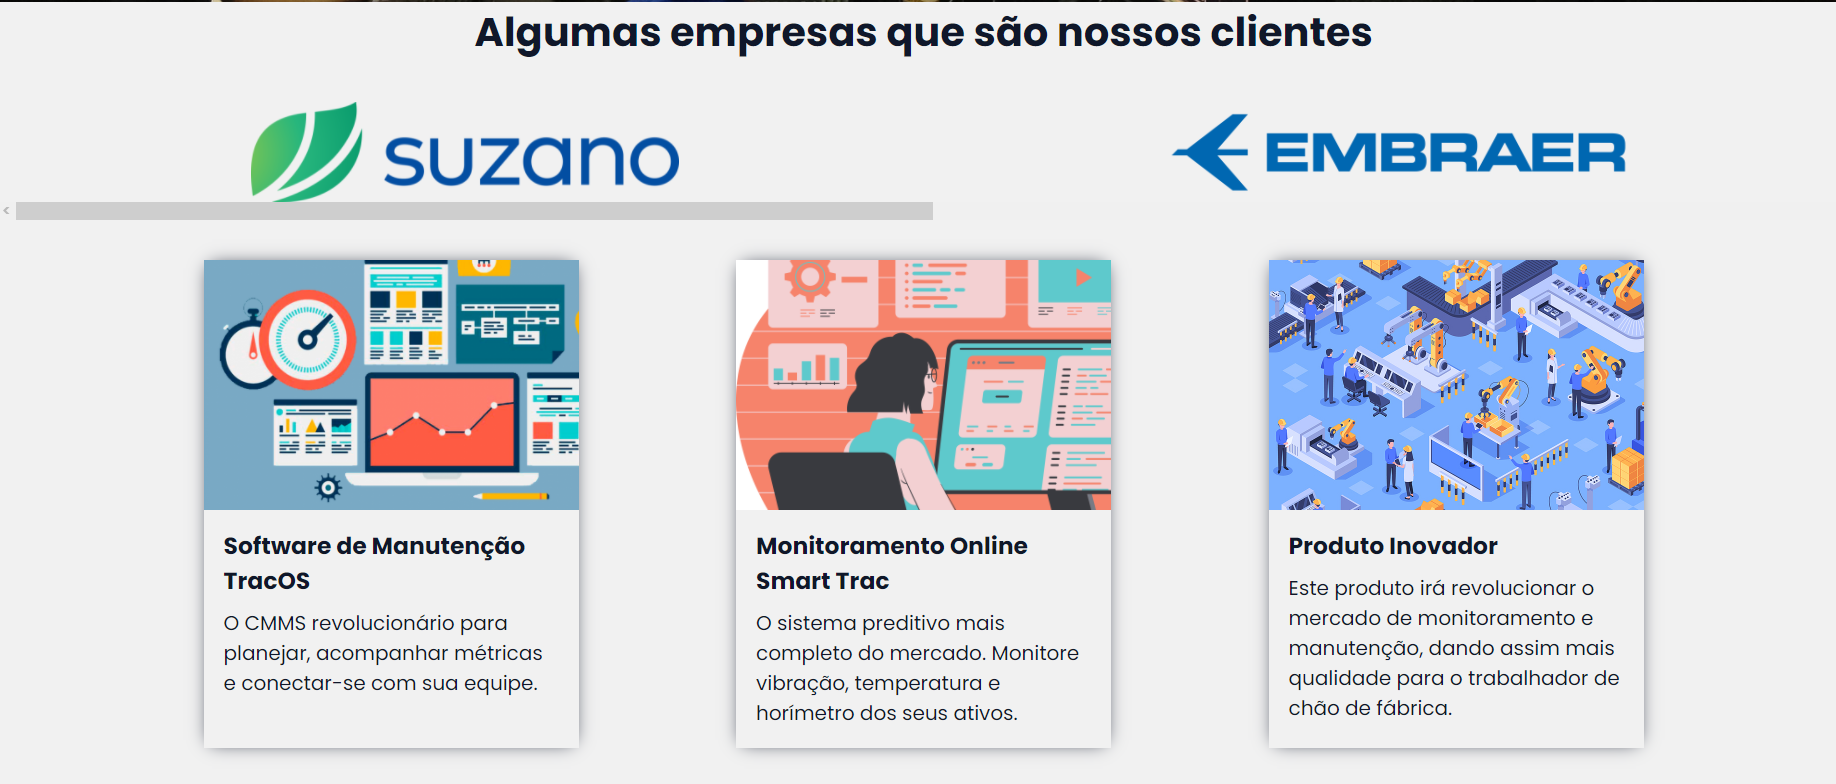 Algumas empresas que são nossos clientes
suzano
EMBRAER
Software de Manutenção
TracOS
O CMMS revolucionário para
planejar, acompanhar métricas
e conectar-se com sua equipe.
Monitoramento Online
Smart Trac
O sistema preditivo mais
completo do mercado. Monitore
vibração, temperatura e
horímetro dos seus ativos.
Produto Inovador
Este produto irá revolucionar o
mercado de monitoramento e
manutenção, dando assim mais
qualidade para o trabalhador de
chão de fábrica.